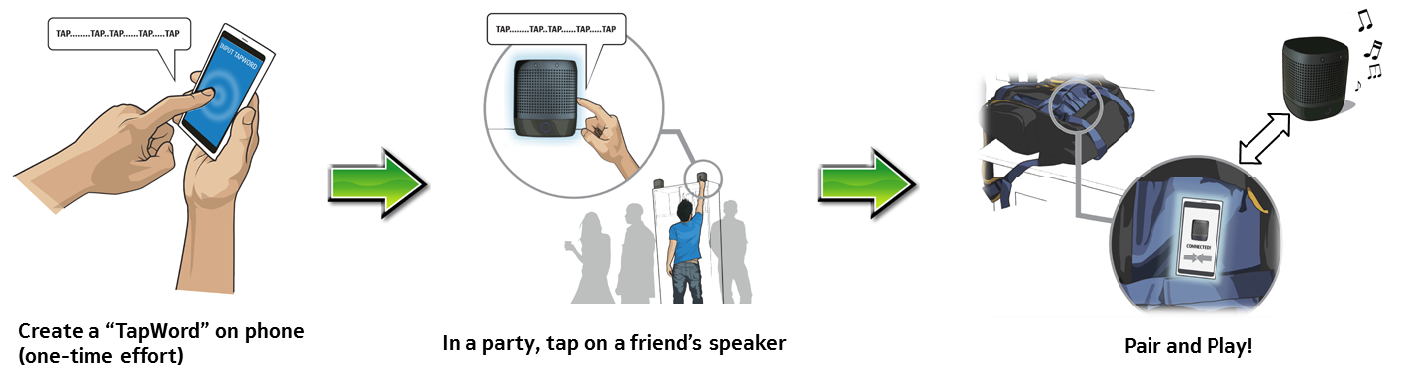 TAP........TAP..TAP......TAP.....TAP
INPUT TAPWORD
Create a “TapWord” on phone
(one-time effort)
TAP........TAP..TAP......TAP.....TAP
In a party, tap on a friend’s speaker
CONNECTED!
Pair and Play!